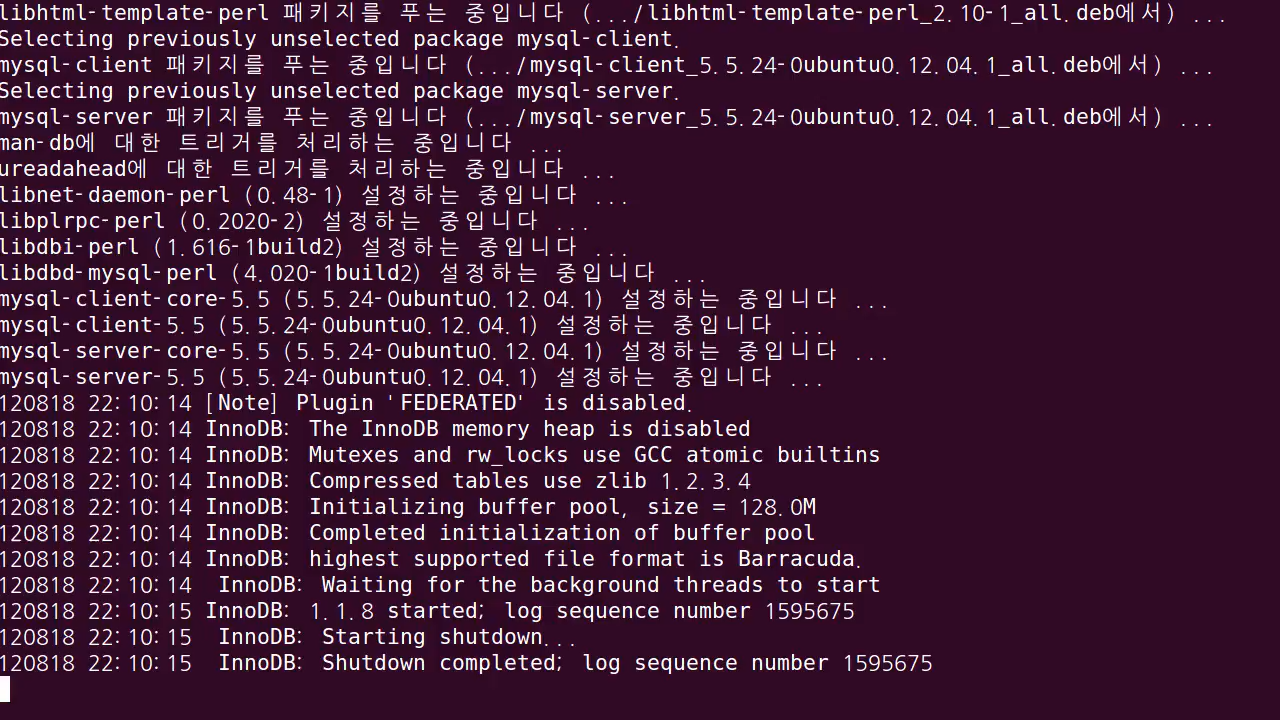 libhtml-template-perl 패키지를 푸는 중입니다 (.../libhtml-template-perl_2.10-1_all.deb에서) ...
Selecting previously unselected package mysql-client.
mysql-client 패키지를 푸는 중입니다 (.../mysql-client_5.5.24-0ubuntu0.12.04.1_all.deb에서) ...
Selecting previously unselected package mysql-server.
mysql-server 패키지를 푸는 중입니다 (.../mysql-server_5.5.24-0ubuntu0.12.04.1_all.deb에서) ...
man-db에 대한 트리거를 처리하는 중입니다 ...
ureadahead에 대한 트리거를 처리하는 중입니다 ...
libnet-daemon-perl (0.48-1) 설정하는 중입니다 ...
libplrpc-perl (0.2020-2) 설정하는 중입니다 ...
libdbi-perl (1.616-1build2) 설정하는 중입니다 ...
libdbd-mysql-perl (4.020-1build2) 설정하는 중입니다 ...
mysql-client-core-5.5 (5.5.24-0ubuntu0.12.04.1) 설정하는 중입니다 ...
mysql-client-5.5 (5.5.24-0ubuntu0.12.04.1) 설정하는 중입니다 ...
mysql-server-core-5.5 (5.5.24-0ubuntu0.12.04.1) 설정하는 중입니다 ...
mysql-server-5.5 (5.5.24-0ubuntu0.12.04.1) 설정하는 중입니다 ...
120818 22:10:14 [Note] Plugin 'FEDERATED' is disabled.
120818 22:10:14 InnoDB: The InnoDB memory heap is disabled
120818 22:10:14 InnoDB: Mutexes and rw_locks use GCC atomic builtins
120818 22:10:14 InnoDB: Compressed tables use zlib 1.2.3.4
120818 22:10:14 InnoDB: Initializing buffer pool, size = 128.0M
120818 22:10:14 InnoDB: Completed initialization of buffer pool
120818 22:10:14 InnoDB: highest supported file format is Barracuda.
120818 22:10:14  InnoDB: Waiting for the background threads to start
120818 22:10:15 InnoDB: 1.1.8 started; log sequence number 1595675
120818 22:10:15  InnoDB: Starting shutdown...
120818 22:10:15  InnoDB: Shutdown completed; log sequence number 1595675